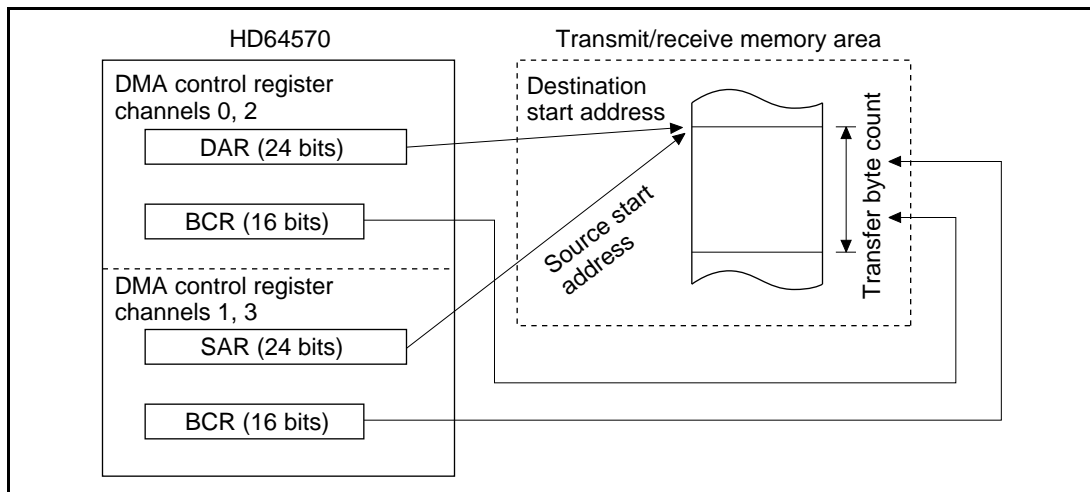 HD64570
DMA control register
channels 0, 2
DAR (24 bits)
BCR (16 bits)
DMA control register
channels 1, 3
SAR (24 bits)
BCR (16 bits)
Transmit/receive memory area
Destination
start address
Source start
address
Transfer byte count